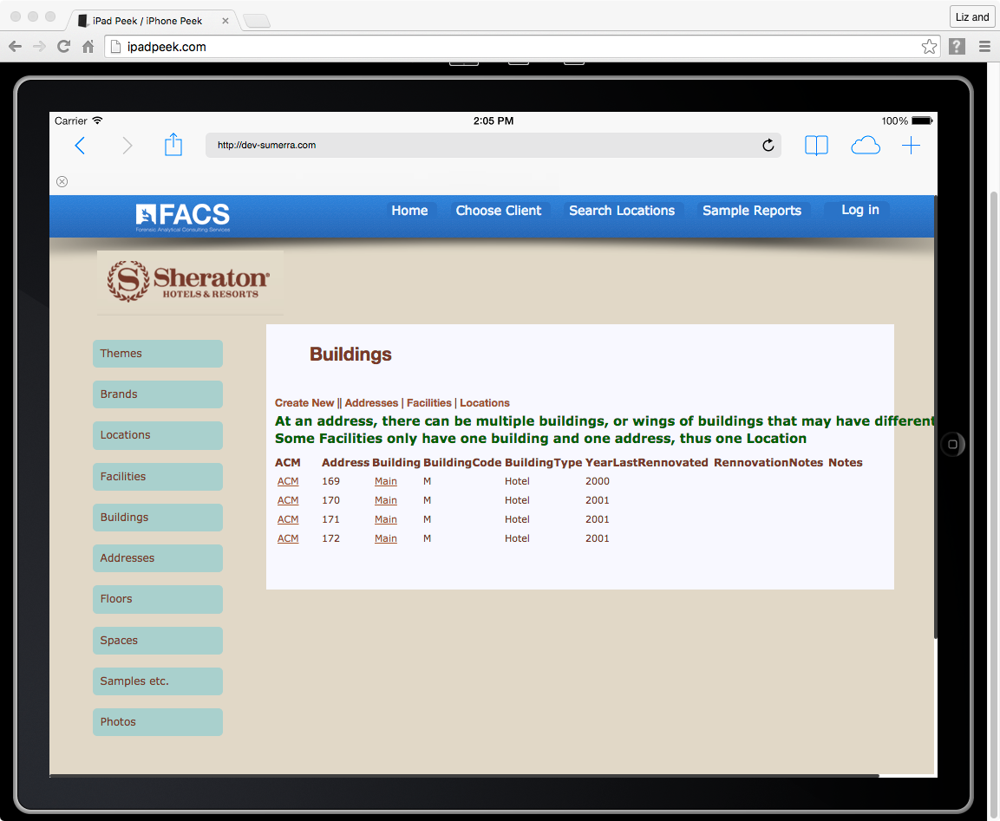 iPad Peek / iPhone Peek
Liz and
ipadpeek.com
Carrier 2:05 PM 100%
http://dev-sumerra.com
FACS
Forensic Analytical Consulting Services
Home Choose Client Search Locations Sample Reports Log in
S Sheraton
HOTELS & RESORTS
Themes
Brands
Locations
Facilities
Buildings
Addresses
Floors
Spaces
Samples etc.
Photos
Buildings
Create New || Addresses | Facilities | Locations
At an address, there can be multiple buildings, or wings of buildings that may have different
Some Facilities only have one building and one address, thus one Location
ACM Address Building BuildingCode BuildingType YearLastRennovated RennovationNotes Notes
ACM 169 Main M Hotel 2000
ACM 170 Main M Hotel 2001
ACM 171 Main M Hotel 2001
ACM 172 Main M Hotel 2001